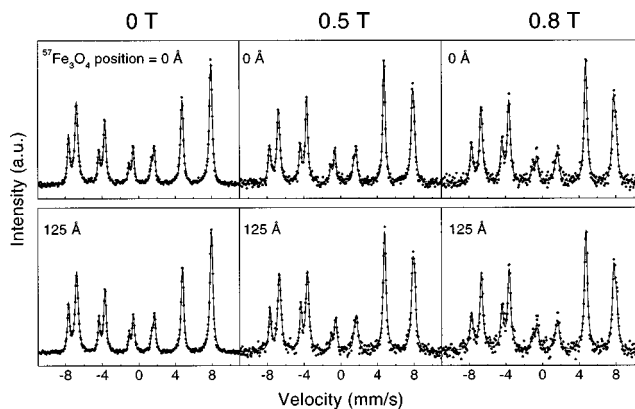 0 T 0.5 T 0.8 T
⁵⁷Fe₃O₄ position = 0 Å 0 Å 0 Å
Intensity (a.u.)
125 Å 125 Å 125 Å
-8 -4 0 4 8 -8 -4 0 4 8 -8 -4 0 4 8
Velocity (mm/s)